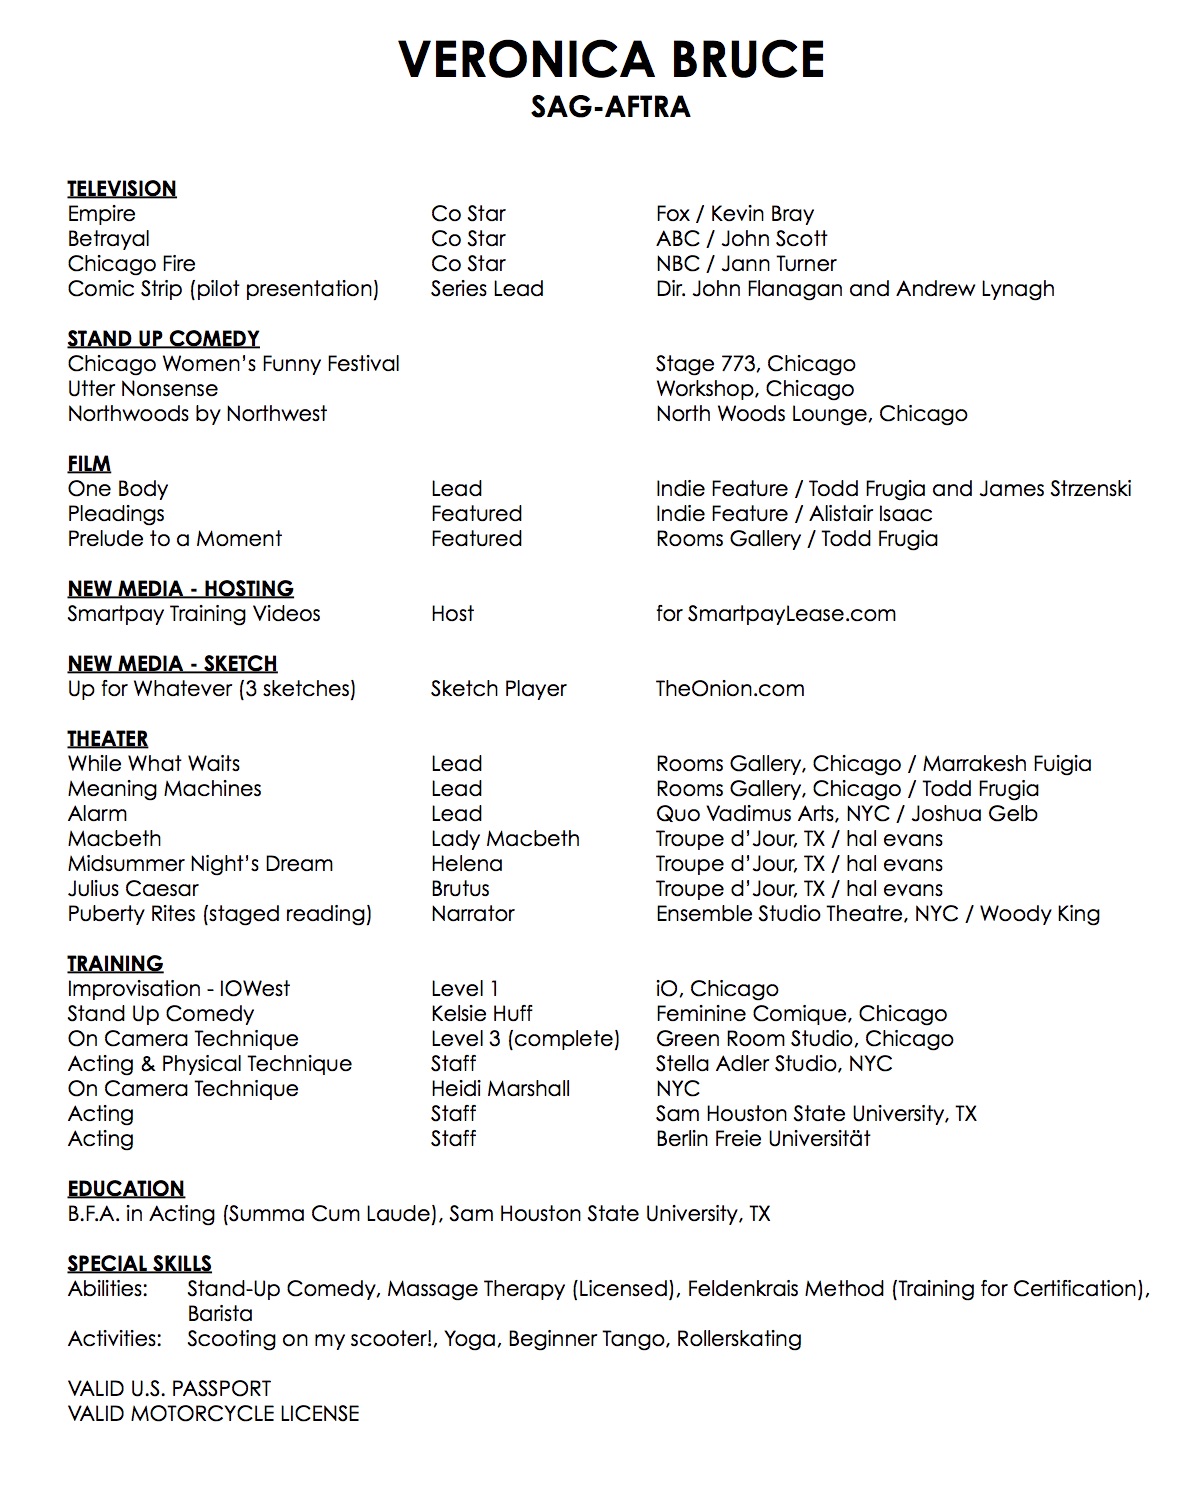 VERONICA BRUCE
SAG-AFTRA
TELEVISION
Empire Co Star Fox / Kevin Bray
Betrayal Co Star ABC / John Scott
Chicago Fire Co Star NBC / Jann Turner
Comic Strip (pilot presentation) Series Lead Dir. John Flanagan and Andrew Lynagh
STAND UP COMEDY
Chicago Women's Funny Festival Stage 773, Chicago
Utter Nonsense Workshop, Chicago
Northwoods by Northwest North Woods Lounge, Chicago
FILM
One Body Lead Indie Feature / Todd Frugia and James Strzenski
Pleadings Featured Indie Feature / Alistair Isaac
Prelude to a Moment Featured Rooms Gallery / Todd Frugia
NEW MEDIA - HOSTING
Smartpay Training Videos Host for SmartpayLease.com
NEW MEDIA - SKETCH
Up for Whatever (3 sketches) Sketch Player TheOnion.com
THEATER
While What Waits Lead Rooms Gallery, Chicago / Marrakesh Fuigia
Meaning Machines Lead Rooms Gallery, Chicago / Todd Frugia
Alarm Lead Quo Vadimus Arts, NYC / Joshua Gelb
Macbeth Lady Macbeth Troupe d'Jour, TX / hal evans
Midsummer Night's Dream Helena Troupe d'Jour, TX / hal evans
Julius Caesar Brutus Troupe d'Jour, TX / hal evans
Puberty Rites (staged reading) Narrator Ensemble Studio Theatre, NYC / Woody King
TRAINING
Improvisation - IOWest Level 1 iO, Chicago
Stand Up Comedy Kelsie Huff Feminine Comique, Chicago
On Camera Technique Level 3 (complete) Green Room Studio, Chicago
Acting & Physical Technique Staff Stella Adler Studio, NYC
On Camera Technique Heidi Marshall NYC
Acting Staff Sam Houston State University, TX
Acting Staff Berlin Freie Universität
EDUCATION
B.F.A. in Acting (Summa Cum Laude), Sam Houston State University, TX
SPECIAL SKILLS
Abilities: Stand-Up Comedy, Massage Therapy (Licensed), Feldenkrais Method (Training for Certification),
Barista
Activities: Scooting on my scooter!, Yoga, Beginner Tango, Rollerskating
VALID U.S. PASSPORT
VALID MOTORCYCLE LICENSE